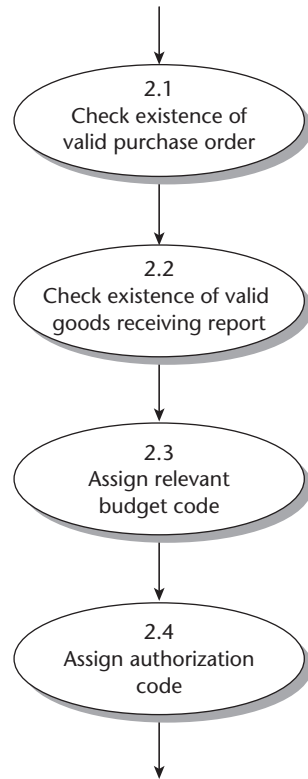 2.1
Check existence of
valid purchase order
2.2
Check existence of valid
goods receiving report
2.3
Assign relevant
budget code
2.4
Assign authorization
code